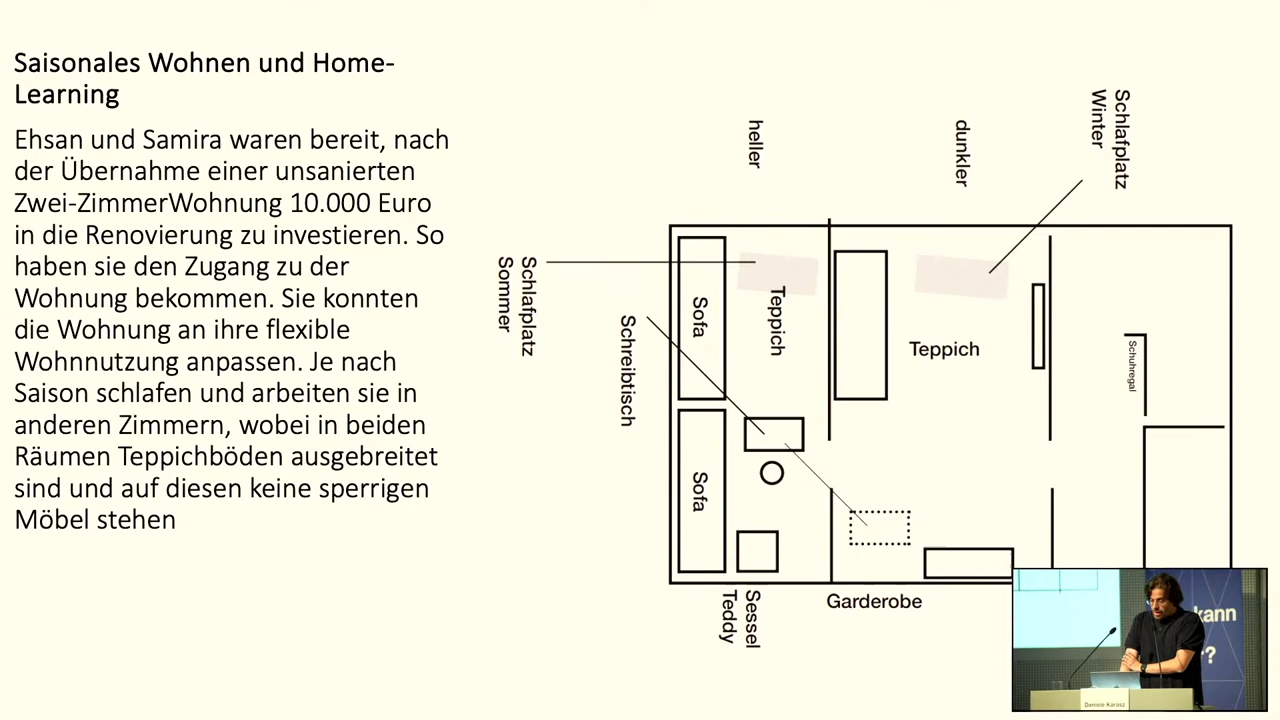 Saisonales Wohnen und Home-
Learning
Ehsan und Samira waren bereit, nach
der Übernahme einer unsanierten
Zwei-ZimmerWohnung 10.000 Euro
in die Renovierung zu investieren. So
haben sie den Zugang zu der
Wohnung bekommen. Sie konnten
die Wohnung an ihre flexible
Wohnnutzung anpassen. Je nach
Saison schlafen und arbeiten sie in
anderen Zimmern, wobei in beiden
Räumen Teppichböden ausgebreitet
sind und auf diesen keine sperrigen
Möbel stehen
heller
dunkler
Schlafplatz
Winter
Schlafplatz
Sommer
Schreibtisch
Sofa
Teppich
Teppich
Schuhregal
Sofa
Sessel
Teddy
Garderobe
kann
?
Daniele Karasz